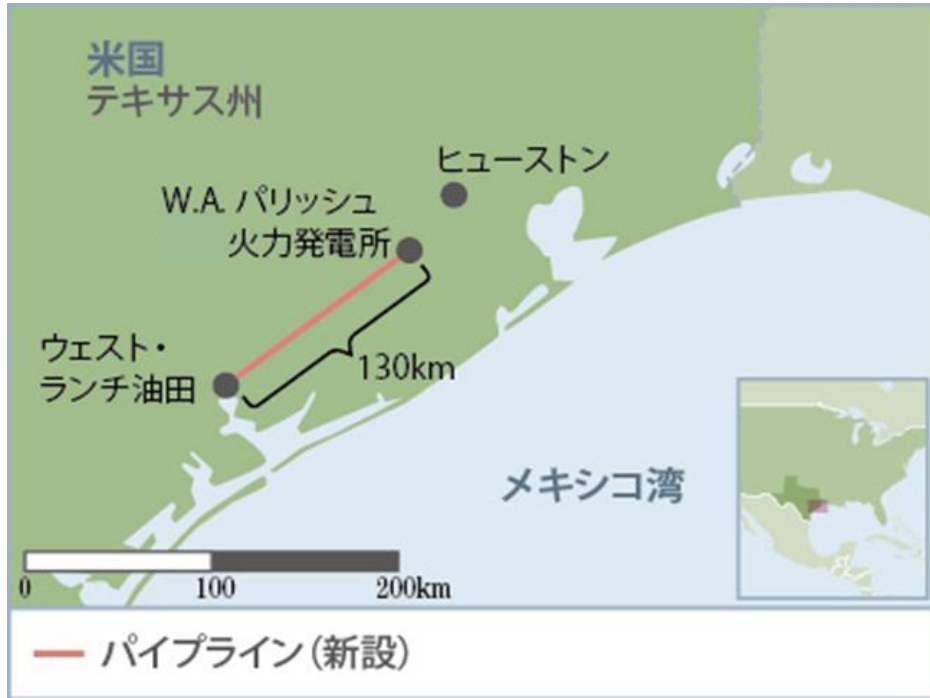 米国
テキサス州
ヒューストン
W.A. パリッシュ
火力発電所
ウェスト・
ランチ油田
130km
メキシコ湾
0 100 200km
パイプライン(新設)